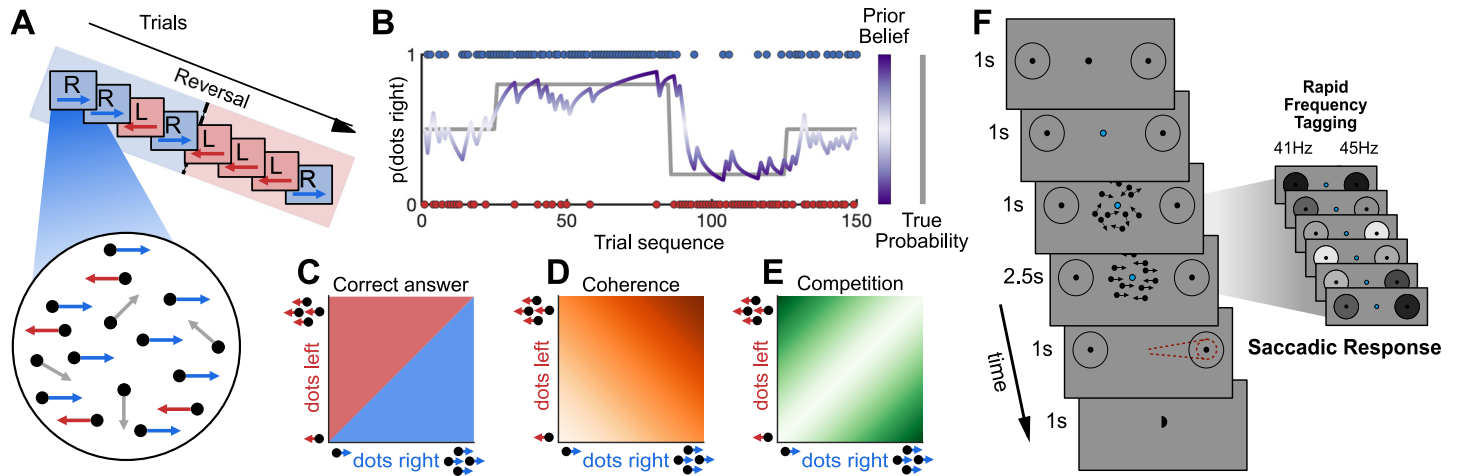 A
Trials
Reversal
R
R
L
R
L
L
L
R
B
Prior
Belief
1
p(dots right)
0
1
50
100
150
Trial sequence
True
Probability
C
Correct answer
dots left
dots right
D
Coherence
dots left
dots right
E
Competition
dots left
dots right
F
1s
1s
1s
2.5s
1s
1s
time
Rapid
Frequency
Tagging
41Hz 45Hz
Saccadic Response